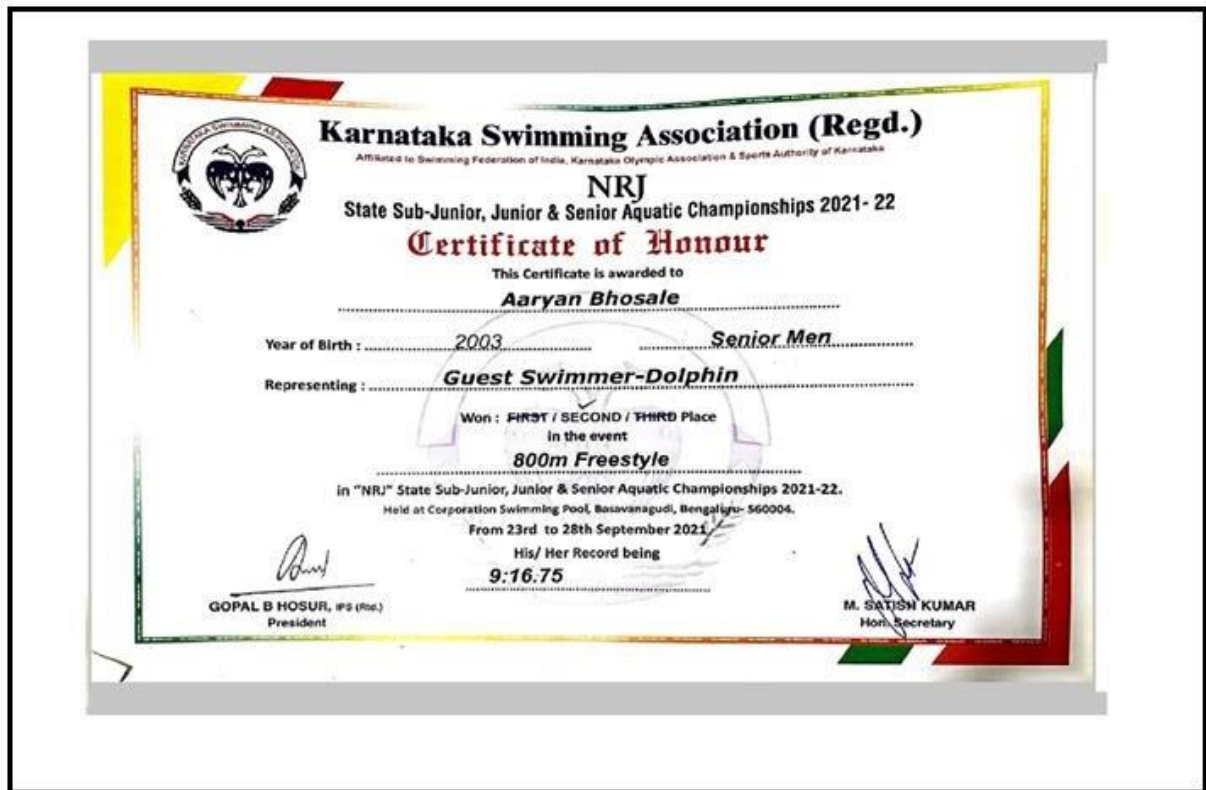 KARNATAKA SWIMMING ASSOCIATION
Karnataka Swimming Association (Regd.)
Affiliated to Swimming Federation of India, Karnataka Olympic Association & Sports Authority of Karnataka
NRJ
State Sub-Junior, Junior & Senior Aquatic Championships 2021- 22
Certificate of Honour
This Certificate is awarded to
Aaryan Bhosale
Year of Birth : 2003 Senior Men
Representing : Guest Swimmer-Dolphin
Won : FIRST / SECOND / THIRD Place
in the event
800m Freestyle
in "NRJ" State Sub-Junior, Junior & Senior Aquatic Championships 2021-22.
Held at Corporation Swimming Pool, Basavanagudi, Bengaluru- 560004.
From 23rd to 28th September 2021
His/ Her Record being
9:16.75
GOPAL B HOSUR, IPS (Rtd.)
President
M. SATISH KUMAR
Hon. Secretary